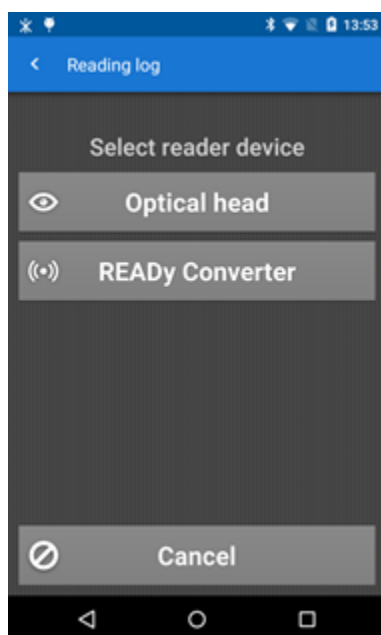 13:53
Reading log
Select reader device
Optical head
READy Converter
Cancel